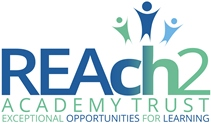 REAch2
ACADEMY TRUST
EXCEPTIONAL OPPORTUNITIES FOR LEARNING